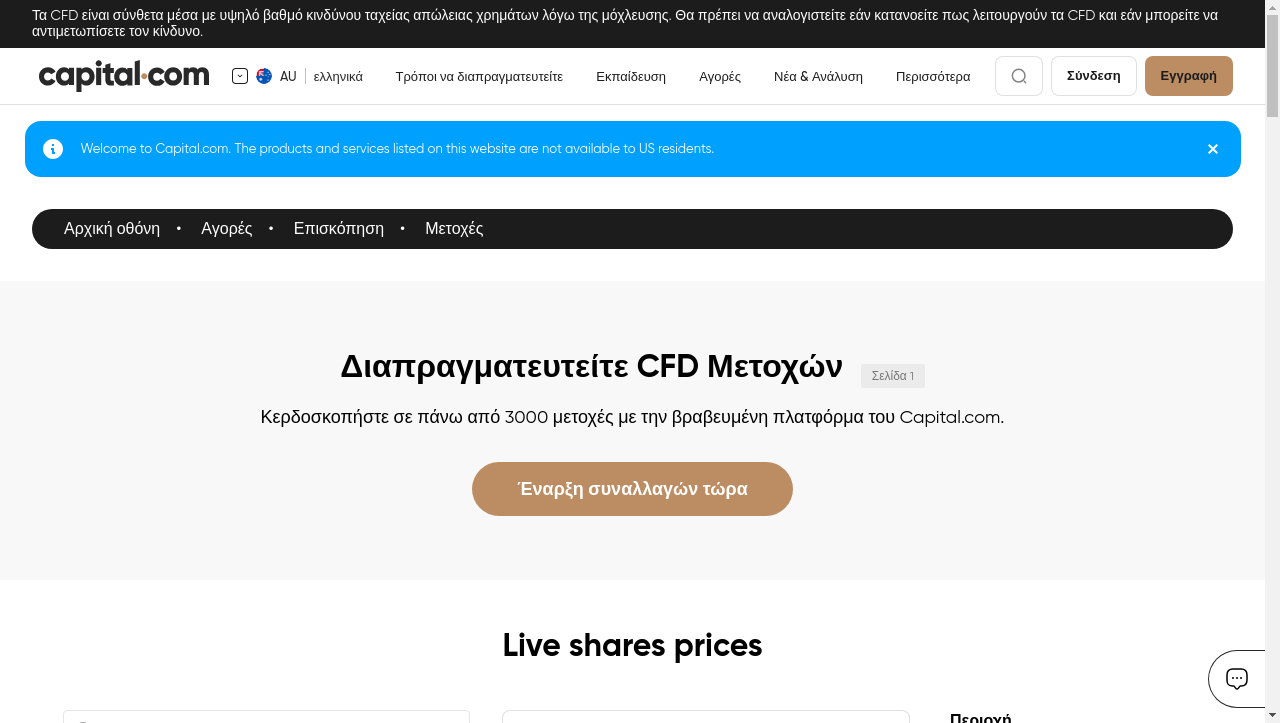 Τα CFD είναι σύνθετα μέσα με υψηλό βαθμό κινδύνου ταχείας απώλειας χρημάτων λόγω της μόχλευσης. Θα πρέπει να αναλογιστείτε εάν κατανοείτε πως λειτουργούν τα CFD και εάν μπορείτε να
αντιμετωπίσετε τον κίνδυνο.
capital.com AU ελληνικά Τρόποι να διαπραγματευτείτε Εκπαίδευση Αγορές Νέα & Ανάλυση Περισσότερα Σύνδεση Εγγραφή
Welcome to Capital.com. The products and services listed on this website are not available to US residents.
Αρχική οθόνη • Αγορές • Επισκόπηση • Μετοχές
Διαπραγματευτείτε CFD Μετοχών Σελίδα 1
Κερδοσκοπήστε σε πάνω από 3000 μετοχές με την βραβευμένη πλατφόρμα του Capital.com.
Έναρξη συναλλαγών τώρα
Live shares prices
Περιοχή